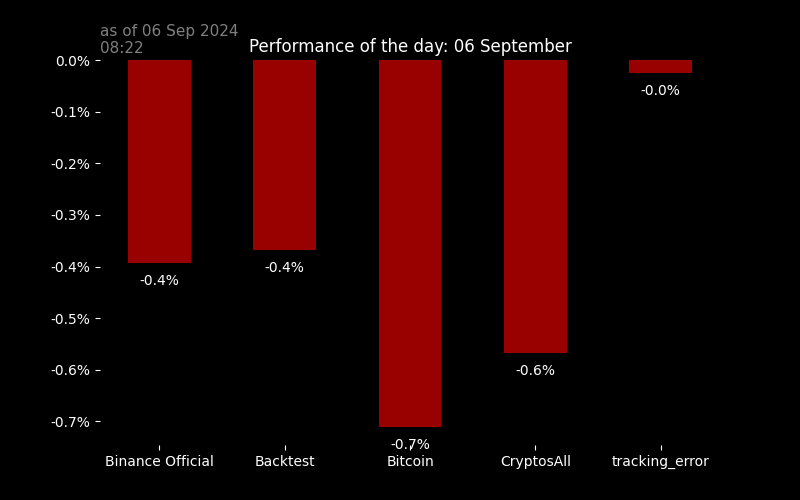 as of 06 Sep 2024
08:22
Performance of the day: 06 September
0.0%
-0.1%
-0.2%
-0.3%
-0.4%
-0.5%
-0.6%
-0.7%
-0.4%
-0.4%
-0.7%
-0.6%
-0.0%
Binance Official
Backtest
Bitcoin
CryptosAll
tracking_error